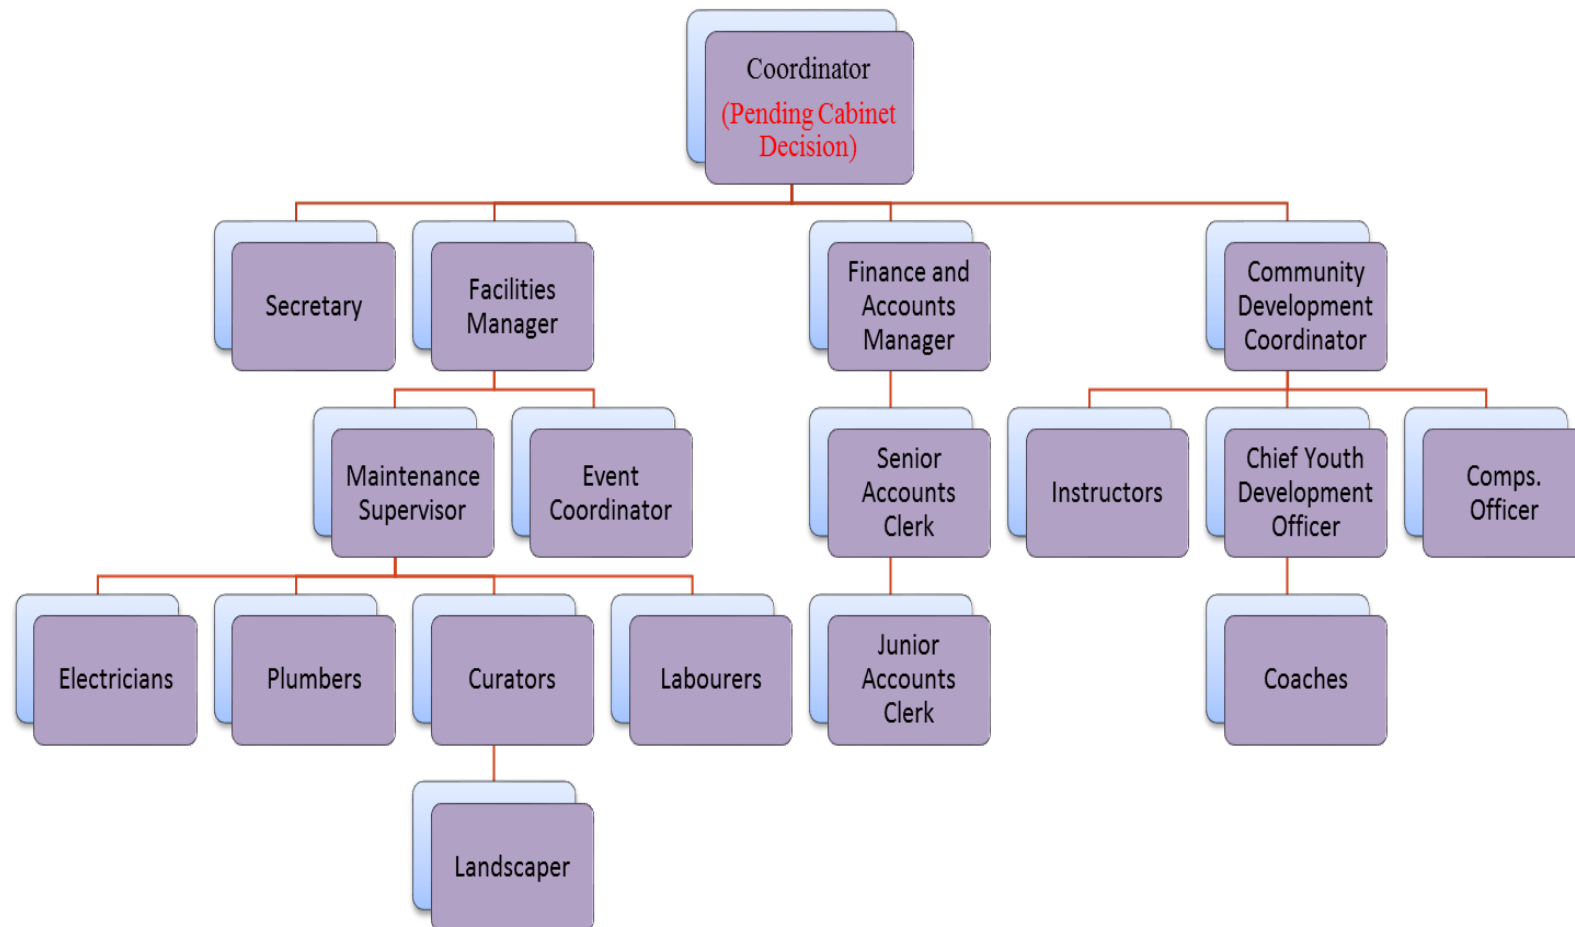 Coordinator
(Pending Cabinet
Decision)
Secretary
Facilities
Manager
Finance and
Accounts
Manager
Community
Development
Coordinator
Maintenance
Supervisor
Event
Coordinator
Senior
Accounts
Clerk
Instructors
Chief Youth
Development
Officer
Comps.
Officer
Electricians
Plumbers
Curators
Labourers
Junior
Accounts
Clerk
Coaches
Landscaper